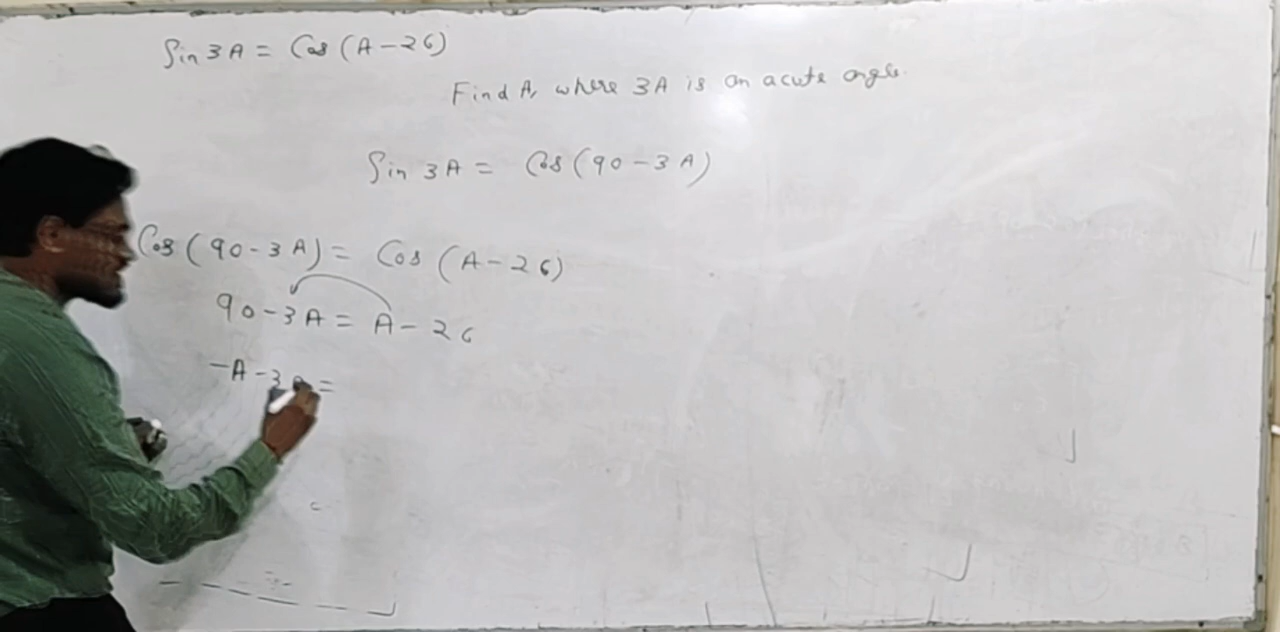 Sin 3A = Cos (A - 26)
Find A, where 3A is an acute angle.
Sin 3A = Cos (90 - 3A)
Cos (90 - 3A) = Cos (A - 26)
90 - 3A = A - 26
-A - 3A =